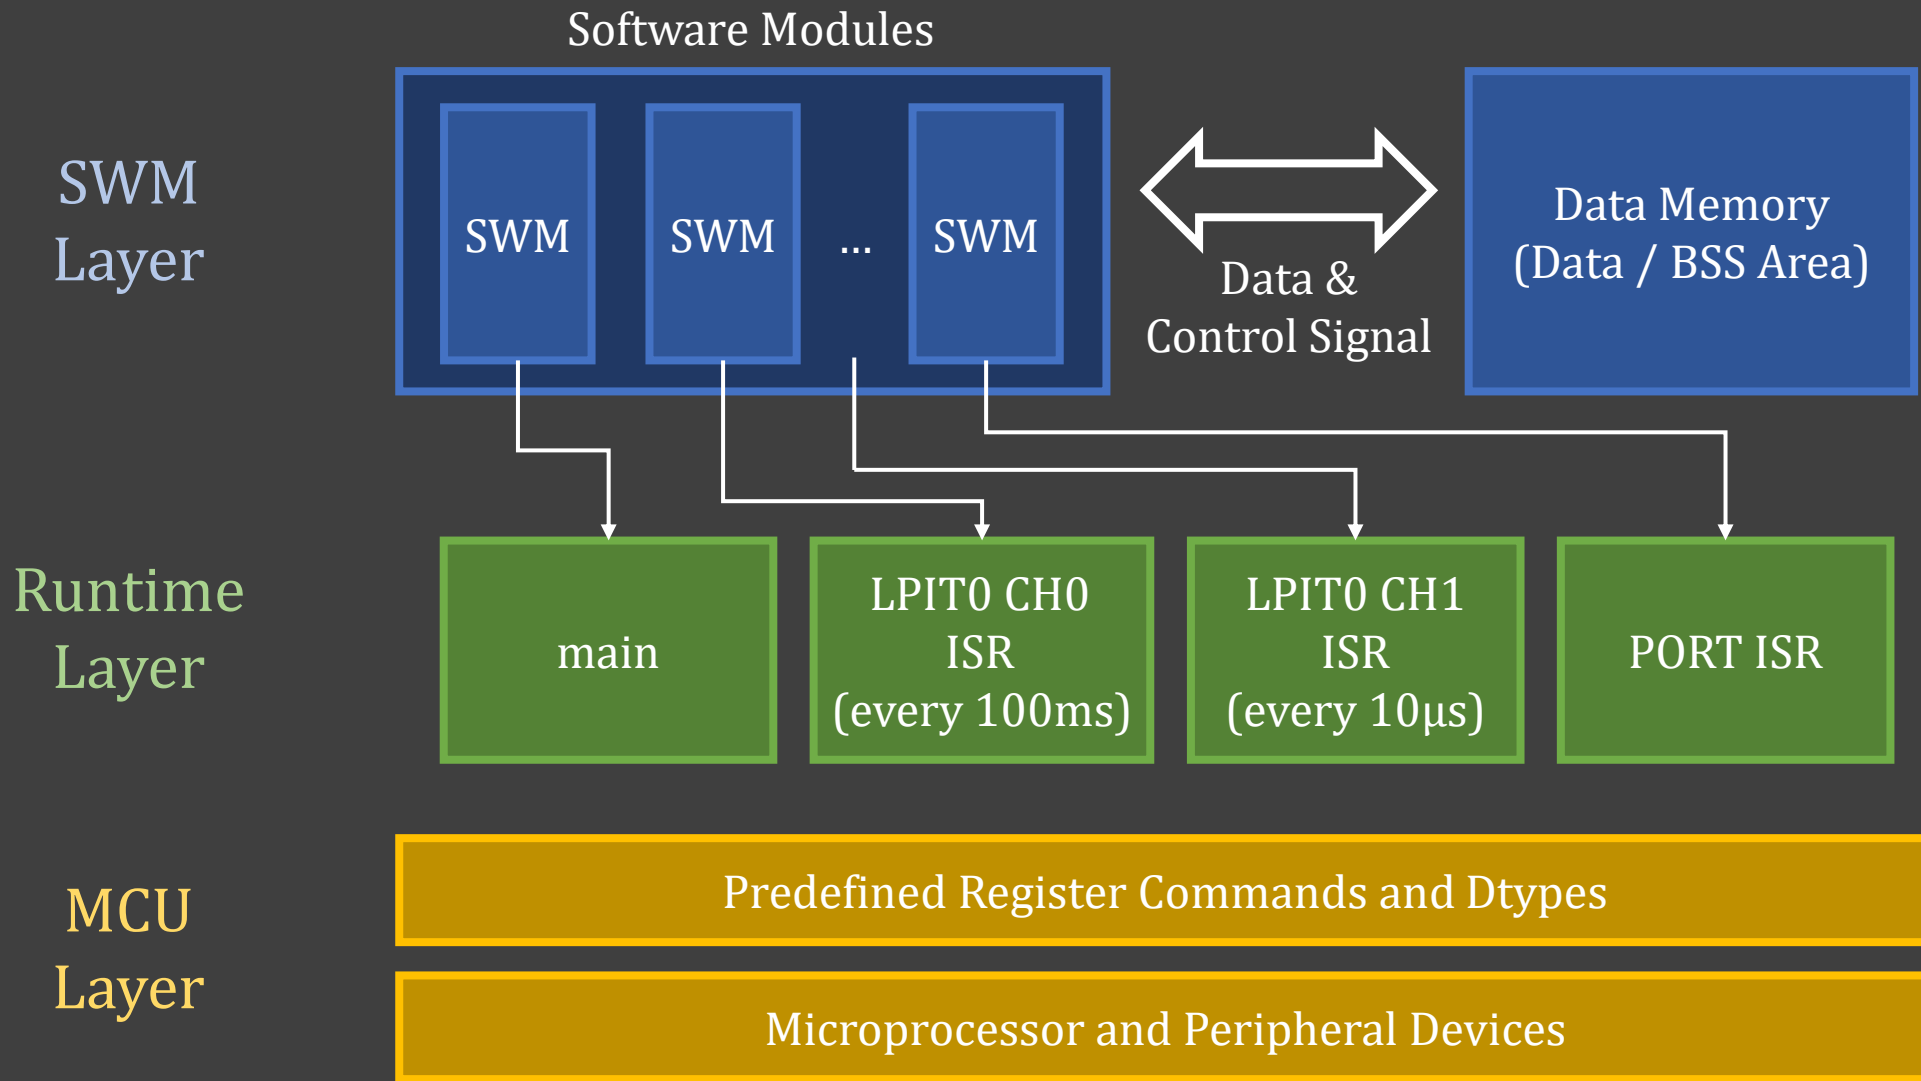 Software Modules
SWM
Layer
SWM
SWM
...
SWM
Data &
Control Signal
Data Memory
(Data / BSS Area)
Runtime
Layer
main
LPIT0 CH0
ISR
(every 100ms)
LPIT0 CH1
ISR
(every 10μs)
PORT ISR
MCU
Layer
Predefined Register Commands and Dtypes
Microprocessor and Peripheral Devices